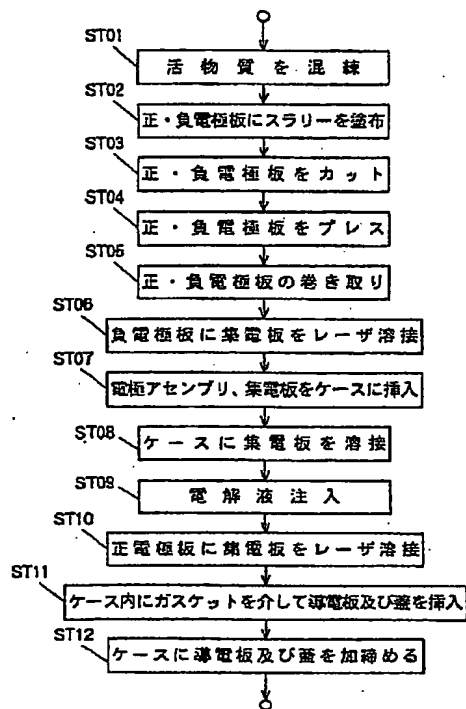 ST01
活物質を混練
ST02
正・負電極板にスラリーを塗布
ST03
正・負電極板をカット
ST04
正・負電極板をプレス
ST05
正・負電極板の巻き取り
ST06
負電極板に集電板をレーザ溶接
ST07
電極アセンブリ、集電板をケースに挿入
ST08
ケースに集電板を溶接
ST09
電解液注入
ST10
正電極板に集電板をレーザ溶接
ST11
ケース内にガスケットを介して導電板及び蓋を挿入
ST12
ケースに導電板及び蓋を加締める